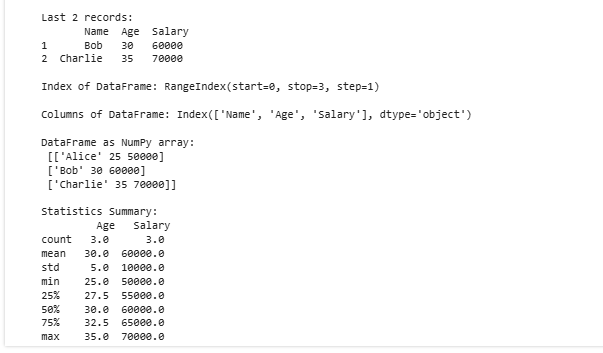 Last 2 records:
      Name  Age  Salary
1      Bob   30   60000
2  Charlie   35   70000
Index of DataFrame: RangeIndex(start=0, stop=3, step=1)
Columns of DataFrame: Index(['Name', 'Age', 'Salary'], dtype='object')
DataFrame as NumPy array:
 [['Alice' 25 50000]
 ['Bob' 30 60000]
 ['Charlie' 35 70000]]
Statistics Summary:
        Age   Salary
count   3.0      3.0
mean   30.0  60000.0
std     5.0  10000.0
min    25.0  50000.0
25%    27.5  55000.0
50%    30.0  60000.0
75%    32.5  65000.0
max    35.0  70000.0